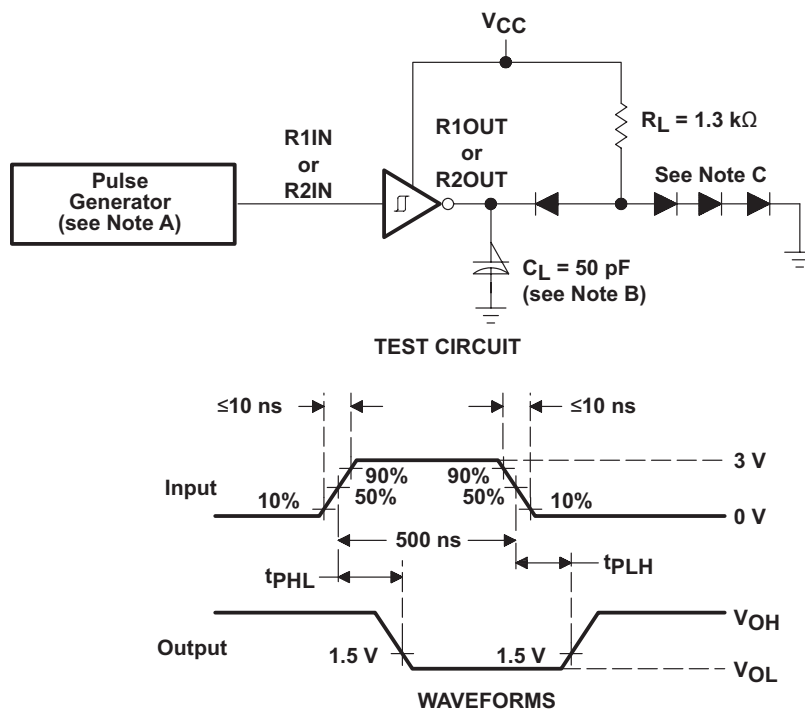 VCC
RL = 1.3 kΩ
R1IN
or
R2IN
R1OUT
or
R2OUT
See Note C
Pulse
Generator
(see Note A)
CL = 50 pF
(see Note B)
TEST CIRCUIT
≤10 ns
≤10 ns
Input
10%
90%
50%
90%
50%
10%
3 V
0 V
500 ns
tPHL
tPLH
Output
1.5 V
1.5 V
VOH
VOL
WAVEFORMS